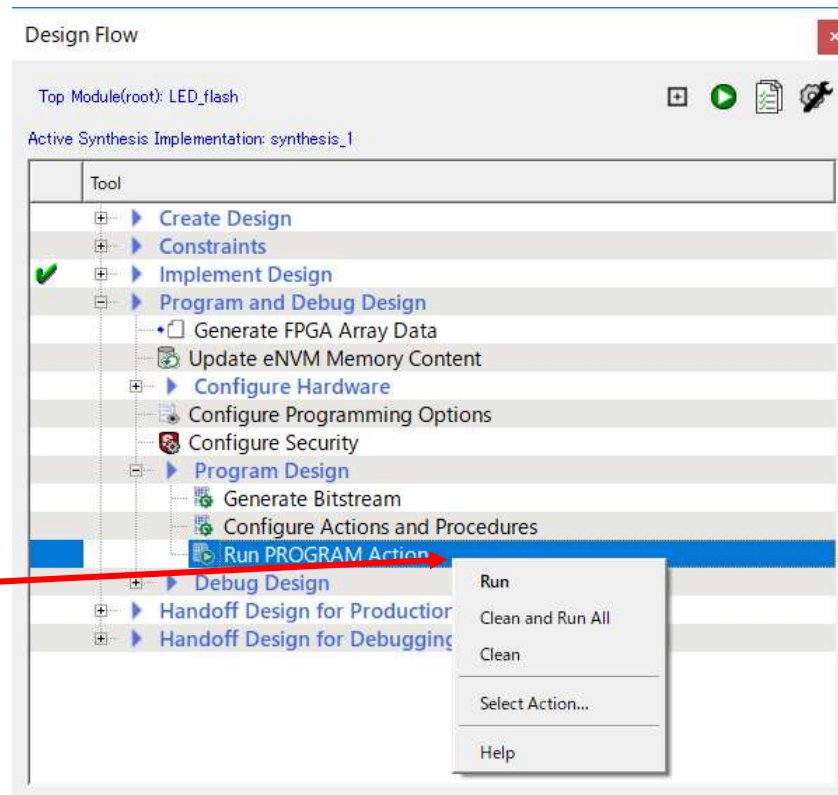 Design Flow
Top Module(root): LED_flash
Active Synthesis Implementation: synthesis_1
Tool
Create Design
Constraints
Implement Design
Program and Debug Design
Generate FPGA Array Data
Update eNVM Memory Content
Configure Hardware
Configure Programming Options
Configure Security
Program Design
Generate Bitstream
Configure Actions and Procedures
Run PROGRAM Action
Debug Design
Handoff Design for Production
Handoff Design for Debugging
Run
Clean and Run All
Clean
Select Action...
Help